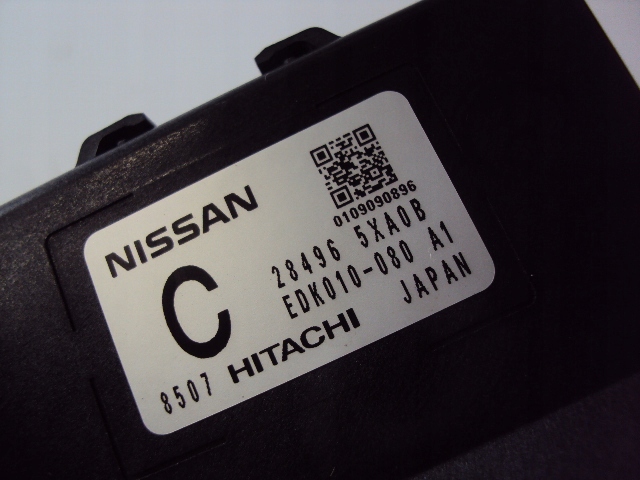 NISSAN
0109090896
C
28496 5XA0B
EDK010-080 A1
8507 HITACHI JAPAN